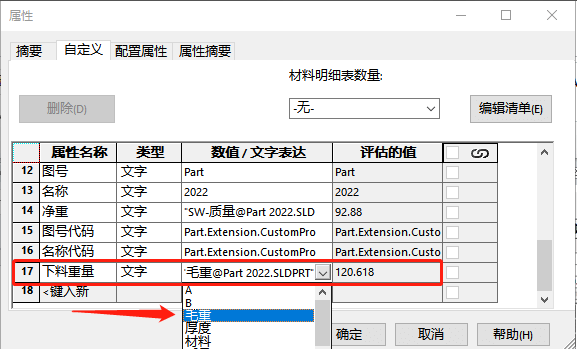 属性
摘要 自定义 配置属性 属性摘要
材料明细表数量:
删除(D) -无- 编辑清单(E)
属性名称 类型 数值 / 文字表达 评估的值
12 图号 文字 Part Part
13 名称 文字 2022 2022
14 净重 文字 "SW-质量@Part 2022.SLD 92.88
15 图号代码 文字 Part.Extension.CustomPro Part.Extension.Custo
16 名称代码 文字 Part.Extension.CustomPro Part.Extension.Custo
17 下料重量 文字 "毛重@Part 2022.SLDPRT" 120.618
18 <键入新
A
B
毛重
厚度
材料
确定 取消 帮助(H)